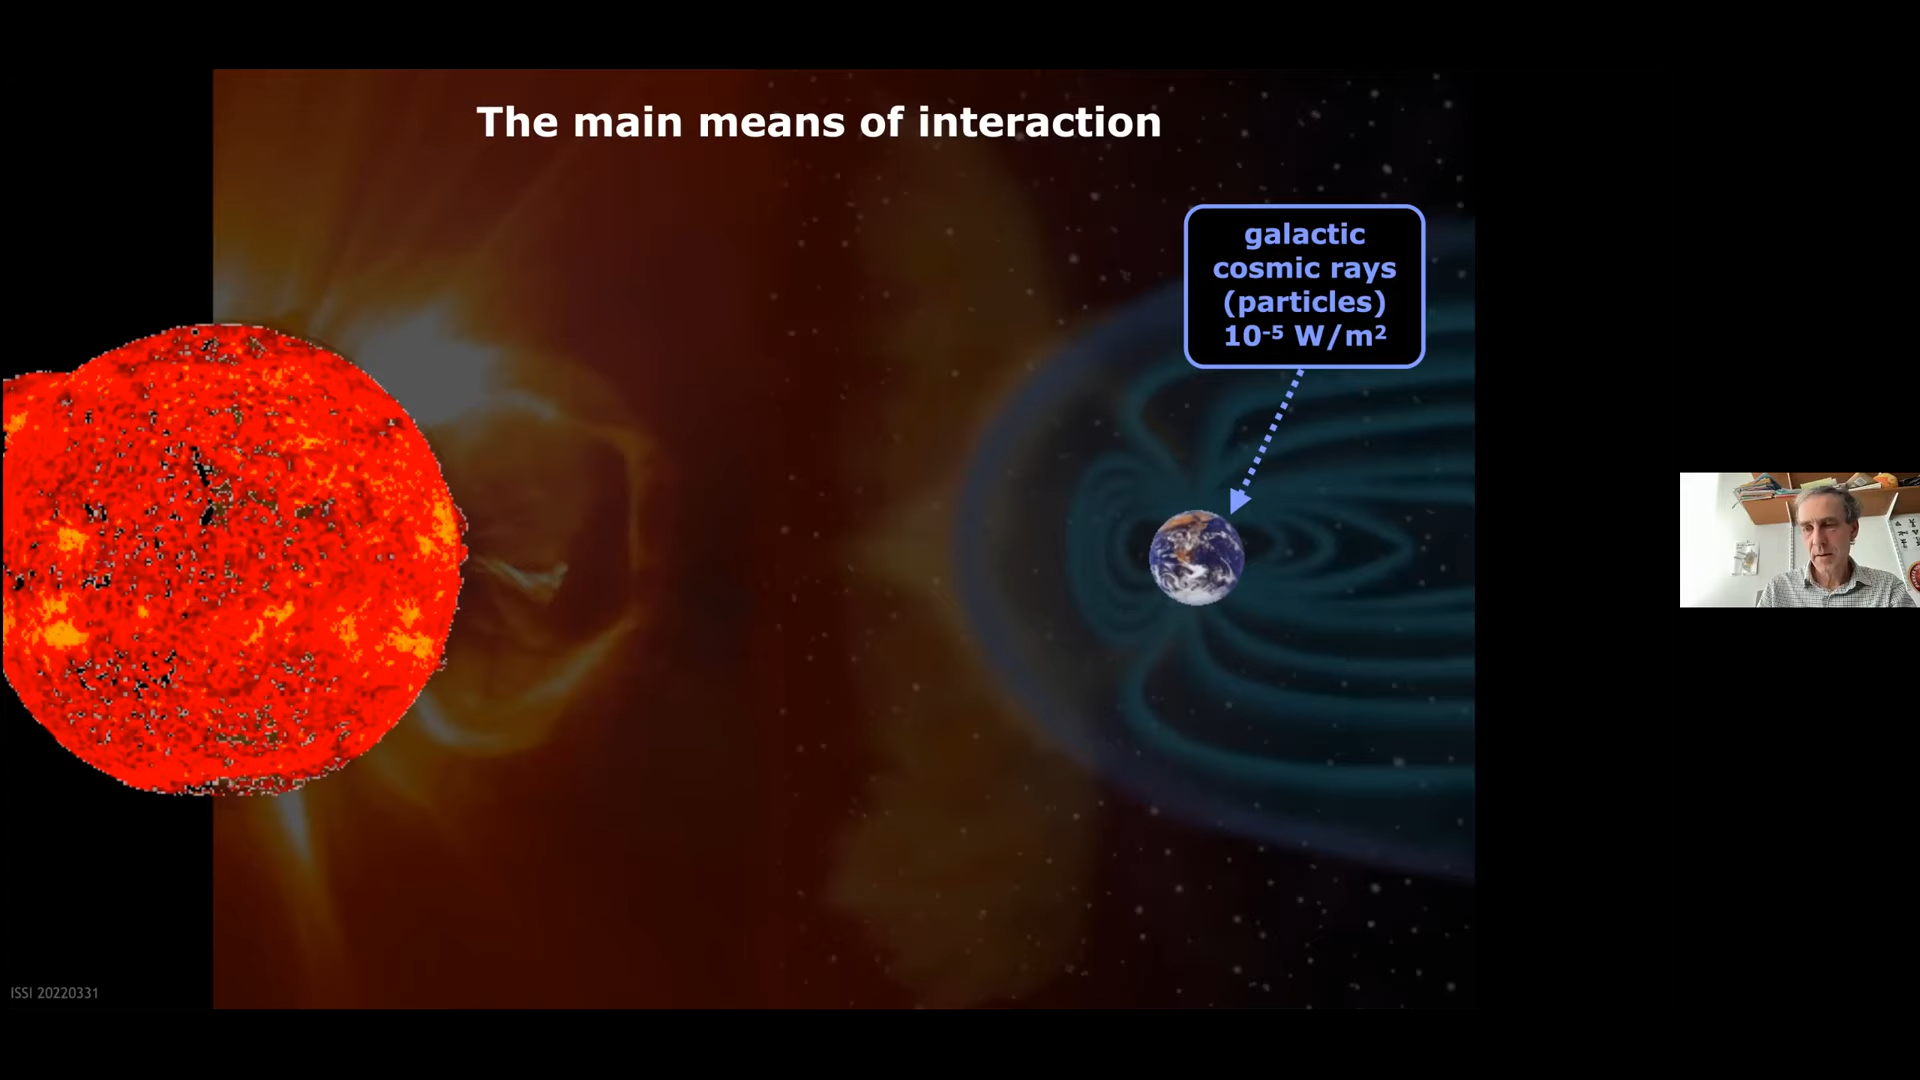 The main means of interaction
galactic
cosmic rays
(particles)
10⁻⁵ W/m²
ISSI 20220331